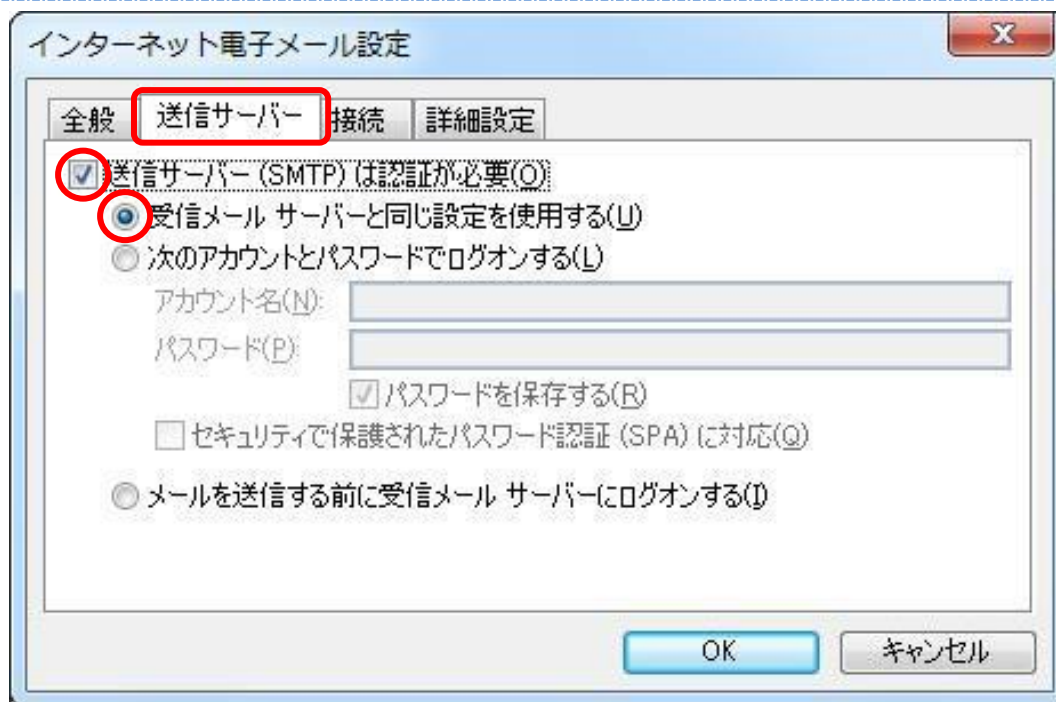 インターネット電子メール設定
全般 送信サーバー 接続 詳細設定
送信サーバー (SMTP) は認証が必要(O)
受信メール サーバーと同じ設定を使用する(U)
次のアカウントとパスワードでログオンする(L)
アカウント名(N):
パスワード(P):
パスワードを保存する(R)
セキュリティで保護されたパスワード認証 (SPA) に対応(Q)
メールを送信する前に受信メール サーバーにログオンする(I)
OK キャンセル